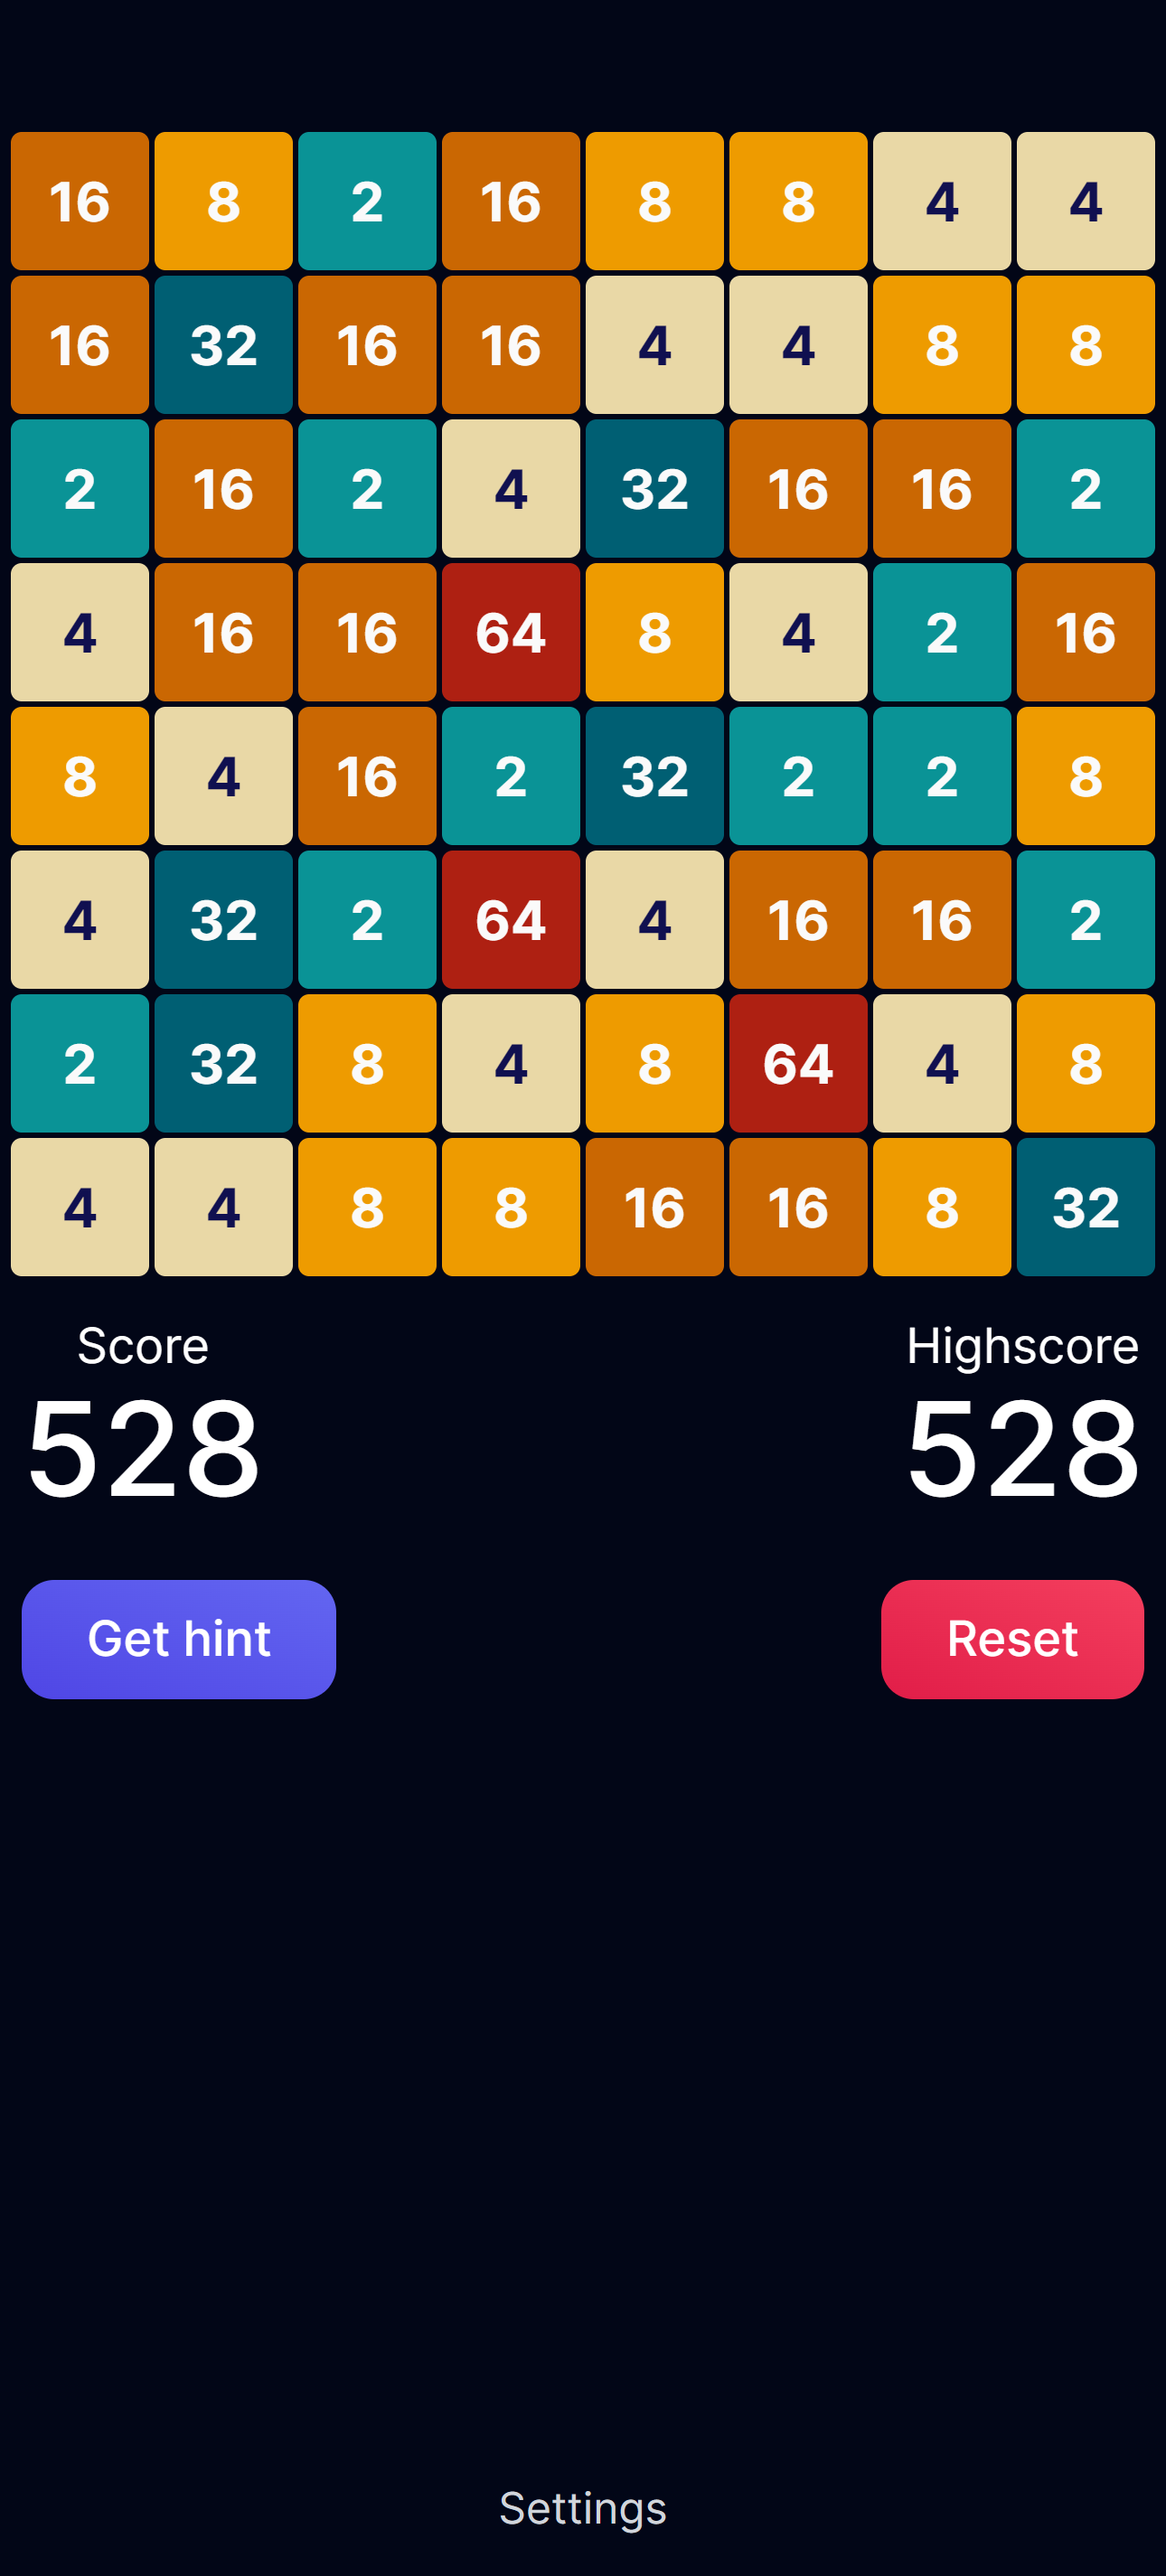 16 8 2 16 8 8 4 4
16 32 16 16 4 4 8 8
2 16 2 4 32 16 16 2
4 16 16 64 8 4 2 16
8 4 16 2 32 2 2 8
4 32 2 64 4 16 16 2
2 32 8 4 8 64 4 8
4 4 8 8 16 16 8 32
Score Highscore
528 528
Get hint Reset
Settings